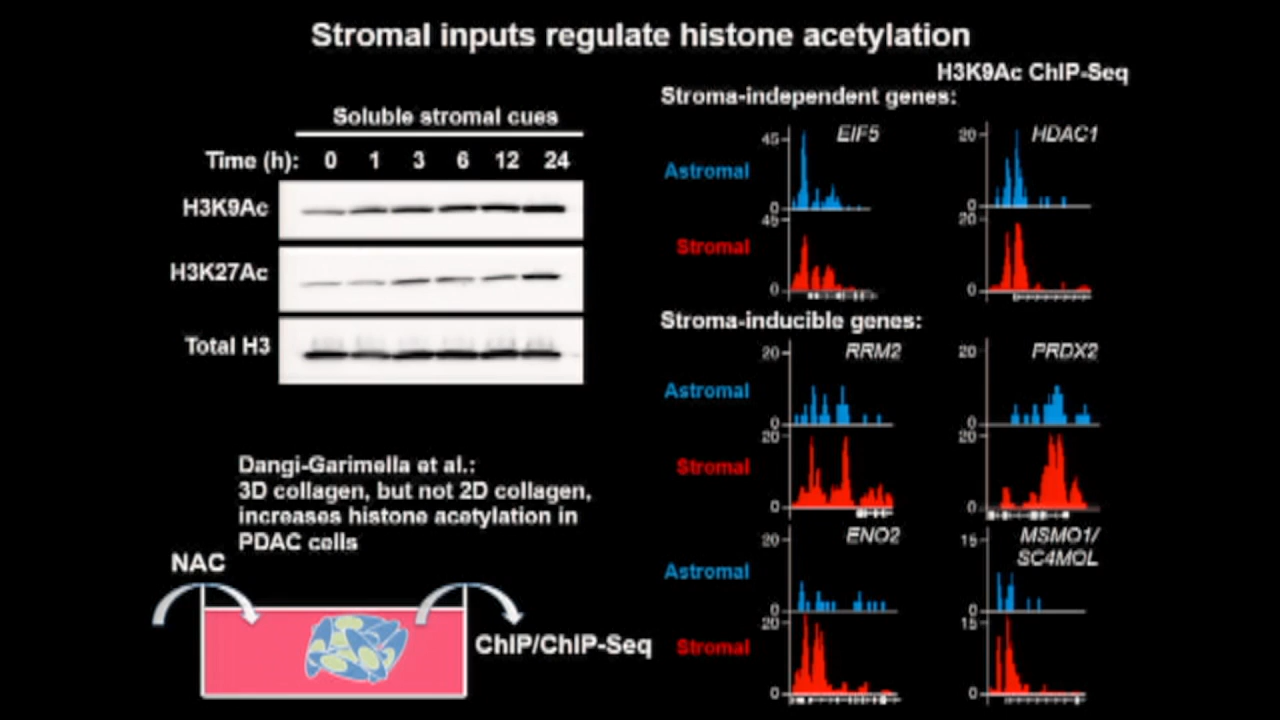 Stromal inputs regulate histone acetylation
Soluble stromal cues
Time (h): 0 1 3 6 12 24
H3K9Ac
H3K27Ac
Total H3
Dangi-Garimella et al.:
3D collagen, but not 2D collagen,
increases histone acetylation in
PDAC cells
NAC
ChIP/ChIP-Seq
H3K9Ac ChIP-Seq
Stroma-independent genes:
EIF5
HDAC1
45
20
Astromal
0
0
45
20
Stromal
0
0
Stroma-inducible genes:
RRM2
PRDX2
20
20
Astromal
0
0
20
20
Stromal
0
0
ENO2
MSMO1/
SC4MOL
20
15
Astromal
0
0
20
15
Stromal
0
0